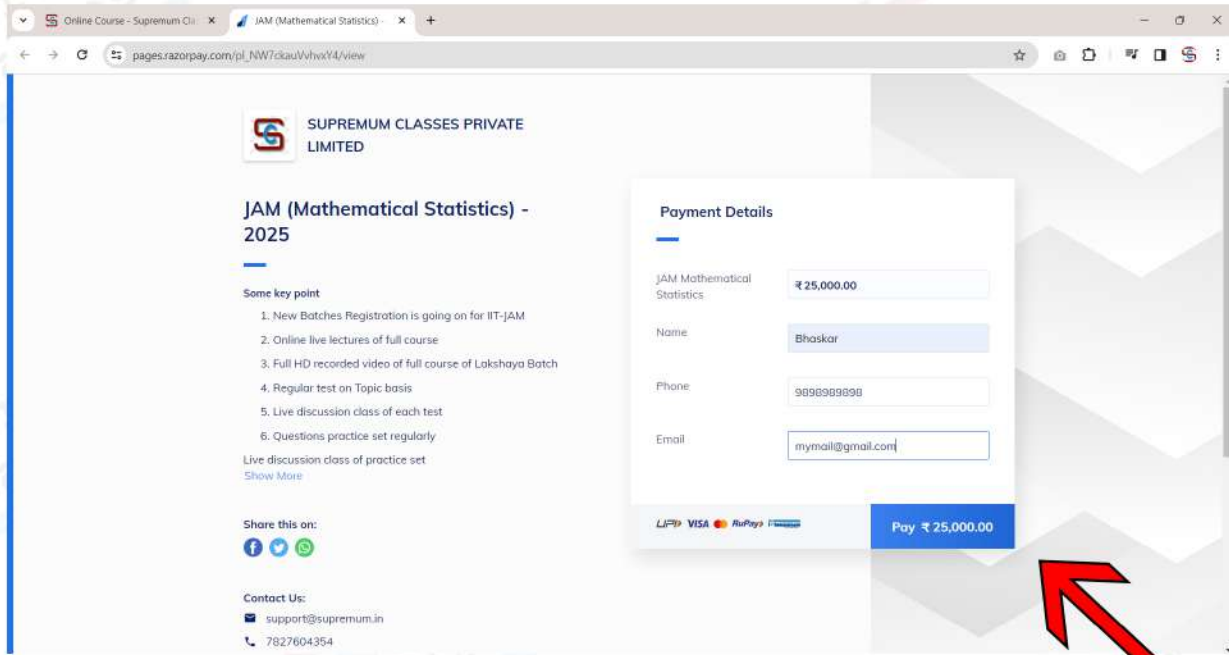 Online Course - Supremum Cla
JAM (Mathematical Statistics) -
pages.razorpay.com/pl_NW7ckauVvhvxY4/view
SUPREMUM CLASSES PRIVATE
LIMITED
JAM (Mathematical Statistics) -
2025
Some key point
1. New Batches Registration is going on for IIT-JAM
2. Online live lectures of full course
3. Full HD recorded video of full course of Lakshaya Batch
4. Regular test on Topic basis
5. Live discussion class of each test
6. Questions practice set regularly
Live discussion class of practice set
Show More
Share this on:
Contact Us:
support@supremum.in
7827604354
Payment Details
JAM Mathematical
Statistics
₹ 25,000.00
Name
Bhaskar
Phone
9898989898
Email
mymail@gmail.com
UPI VISA RuPay
Pay ₹ 25,000.00